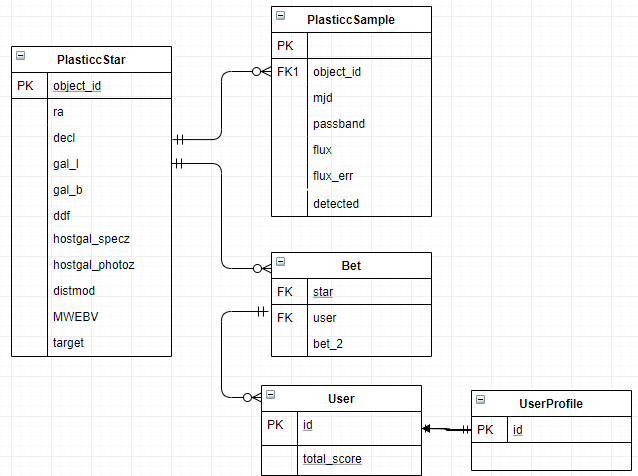 PlasticcStar
PK object_id
ra
decl
gal_l
gal_b
ddf
hostgal_specz
hostgal_photoz
distmod
MWEBV
target
PlasticcSample
PK
FK1 object_id
mjd
passband
flux
flux_err
detected
Bet
FK star
FK user
bet_2
User
PK id
total_score
UserProfile
PK id